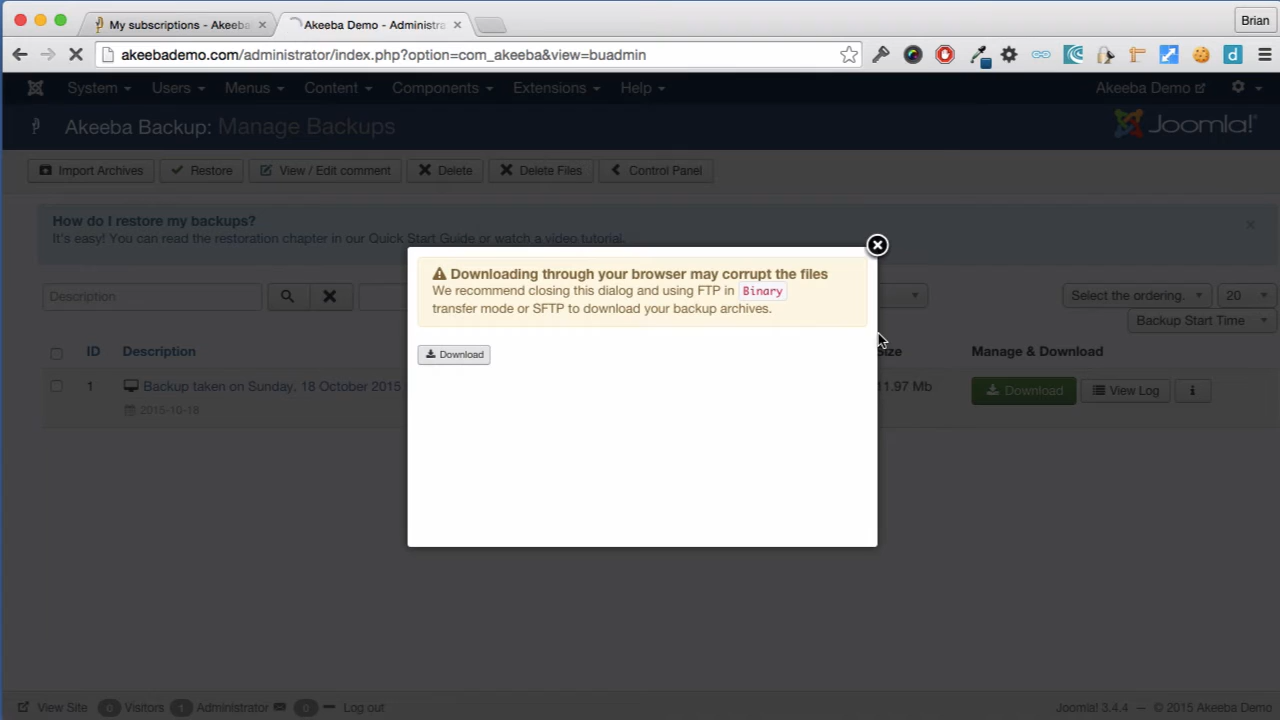 My subscriptions - Akeeba
Akeeba Demo - Administra
Brian
akeebademo.com/administrator/index.php?option=com_akeeba&view=buadmin
System Users Menus Content Components Extensions Help Akeeba Demo
Akeeba Backup: Manage Backups Joomla!
Import Archives Restore View / Edit comment Delete Delete Files Control Panel
How do I restore my backups?
It's easy! You can read the restoration chapter in our Quick Start Guide or watch a video tutorial.
Downloading through your browser may corrupt the files
We recommend closing this dialog and using FTP in Binary
transfer mode or SFTP to download your backup archives.
Download
Description Select the ordering. 20
Backup Start Time
ID Description Size Manage & Download
1 Backup taken on Sunday, 18 October 2015 11.97 Mb Download View Log i
2015-10-18
View Site 0 Visitors 1 Administrator 0 Log out Joomla! 3.4.4 — © 2015 Akeeba Demo